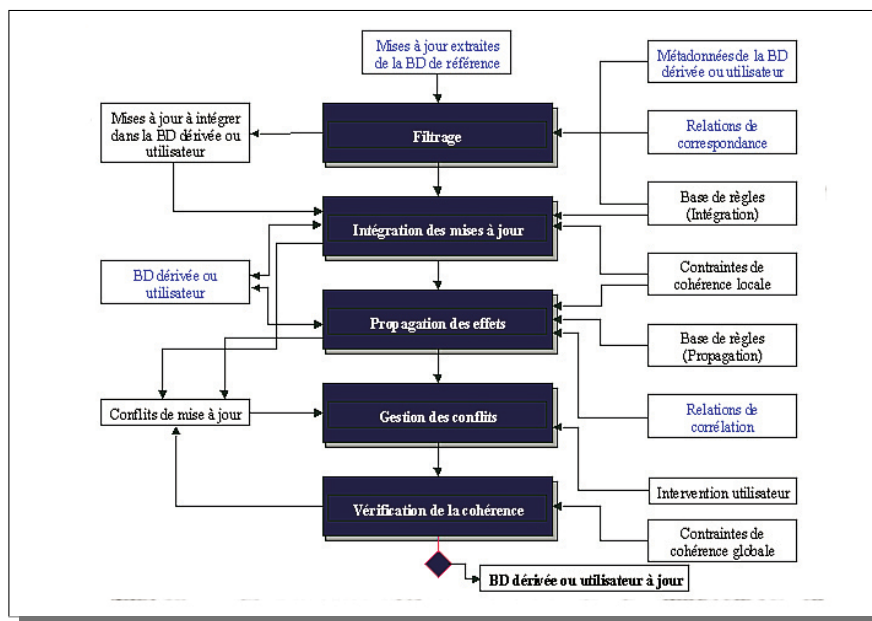 Mises à jour extraites
de la BD de référence
Métadonnées de la BD
dérivée ou utilisateur
Mises à jour à intégrer
dans la BD dérivée ou
utilisateur
Filtrage
Relations de
correspondance
Base de règles
(Intégration)
Intégration des mises à jour
BD dérivée ou
utilisateur
Contraintes de
cohérence locale
Propagation des effets
Base de règles
(Propagation)
Conflits de mise à jour
Gestion des conflits
Relations de
corrélation
Intervention utilisateur
Vérification de la cohérence
Contraintes de
cohérence globale
BD dérivée ou utilisateur à jour